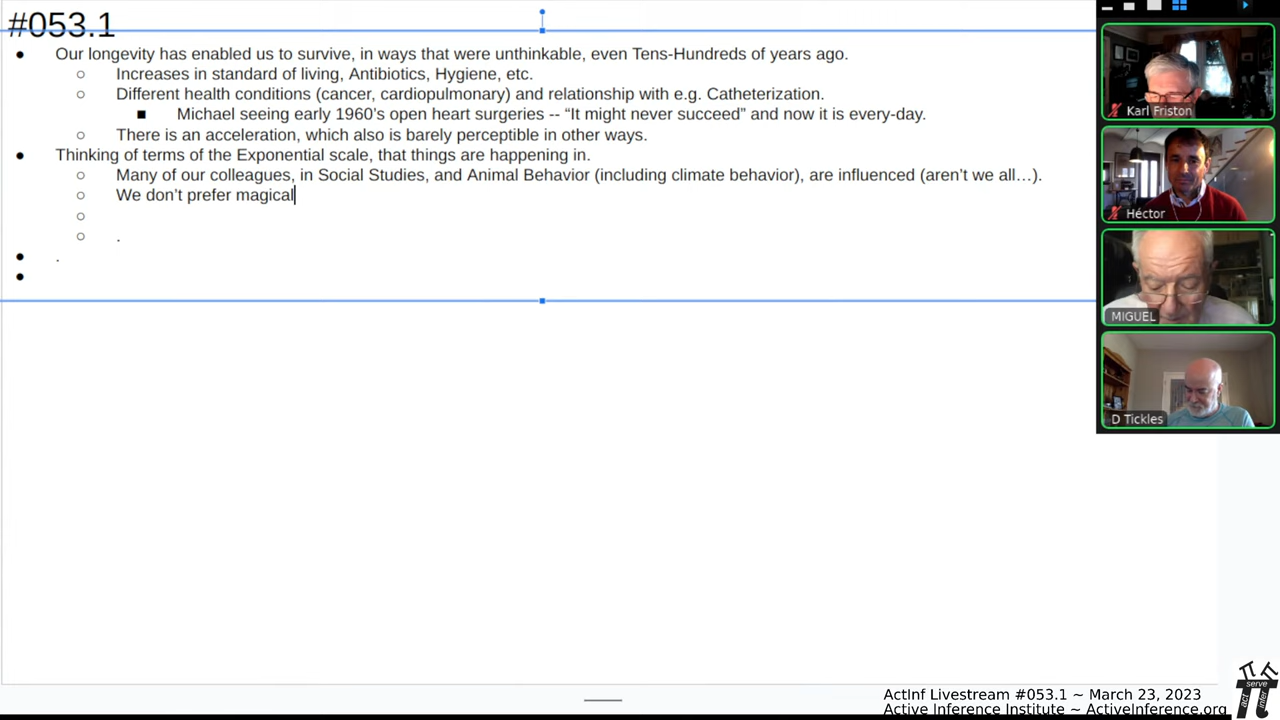 #053.1
Our longevity has enabled us to survive, in ways that were unthinkable, even Tens-Hundreds of years ago.
Increases in standard of living, Antibiotics, Hygiene, etc.
Different health conditions (cancer, cardiopulmonary) and relationship with e.g. Catheterization.
Michael seeing early 1960's open heart surgeries -- “It might never succeed” and now it is every-day.
There is an acceleration, which also is barely perceptible in other ways.
Thinking of terms of the Exponential scale, that things are happening in.
Many of our colleagues, in Social Studies, and Animal Behavior (including climate behavior), are influenced (aren’t we all…).
We don’t prefer magical
.
.
Karl Friston
Héctor
MIGUEL
D Tickles
ActInf Livestream #053.1 ~ March 23, 2023
Active Inference Institute ~ ActiveInference.org
serve
act
infer